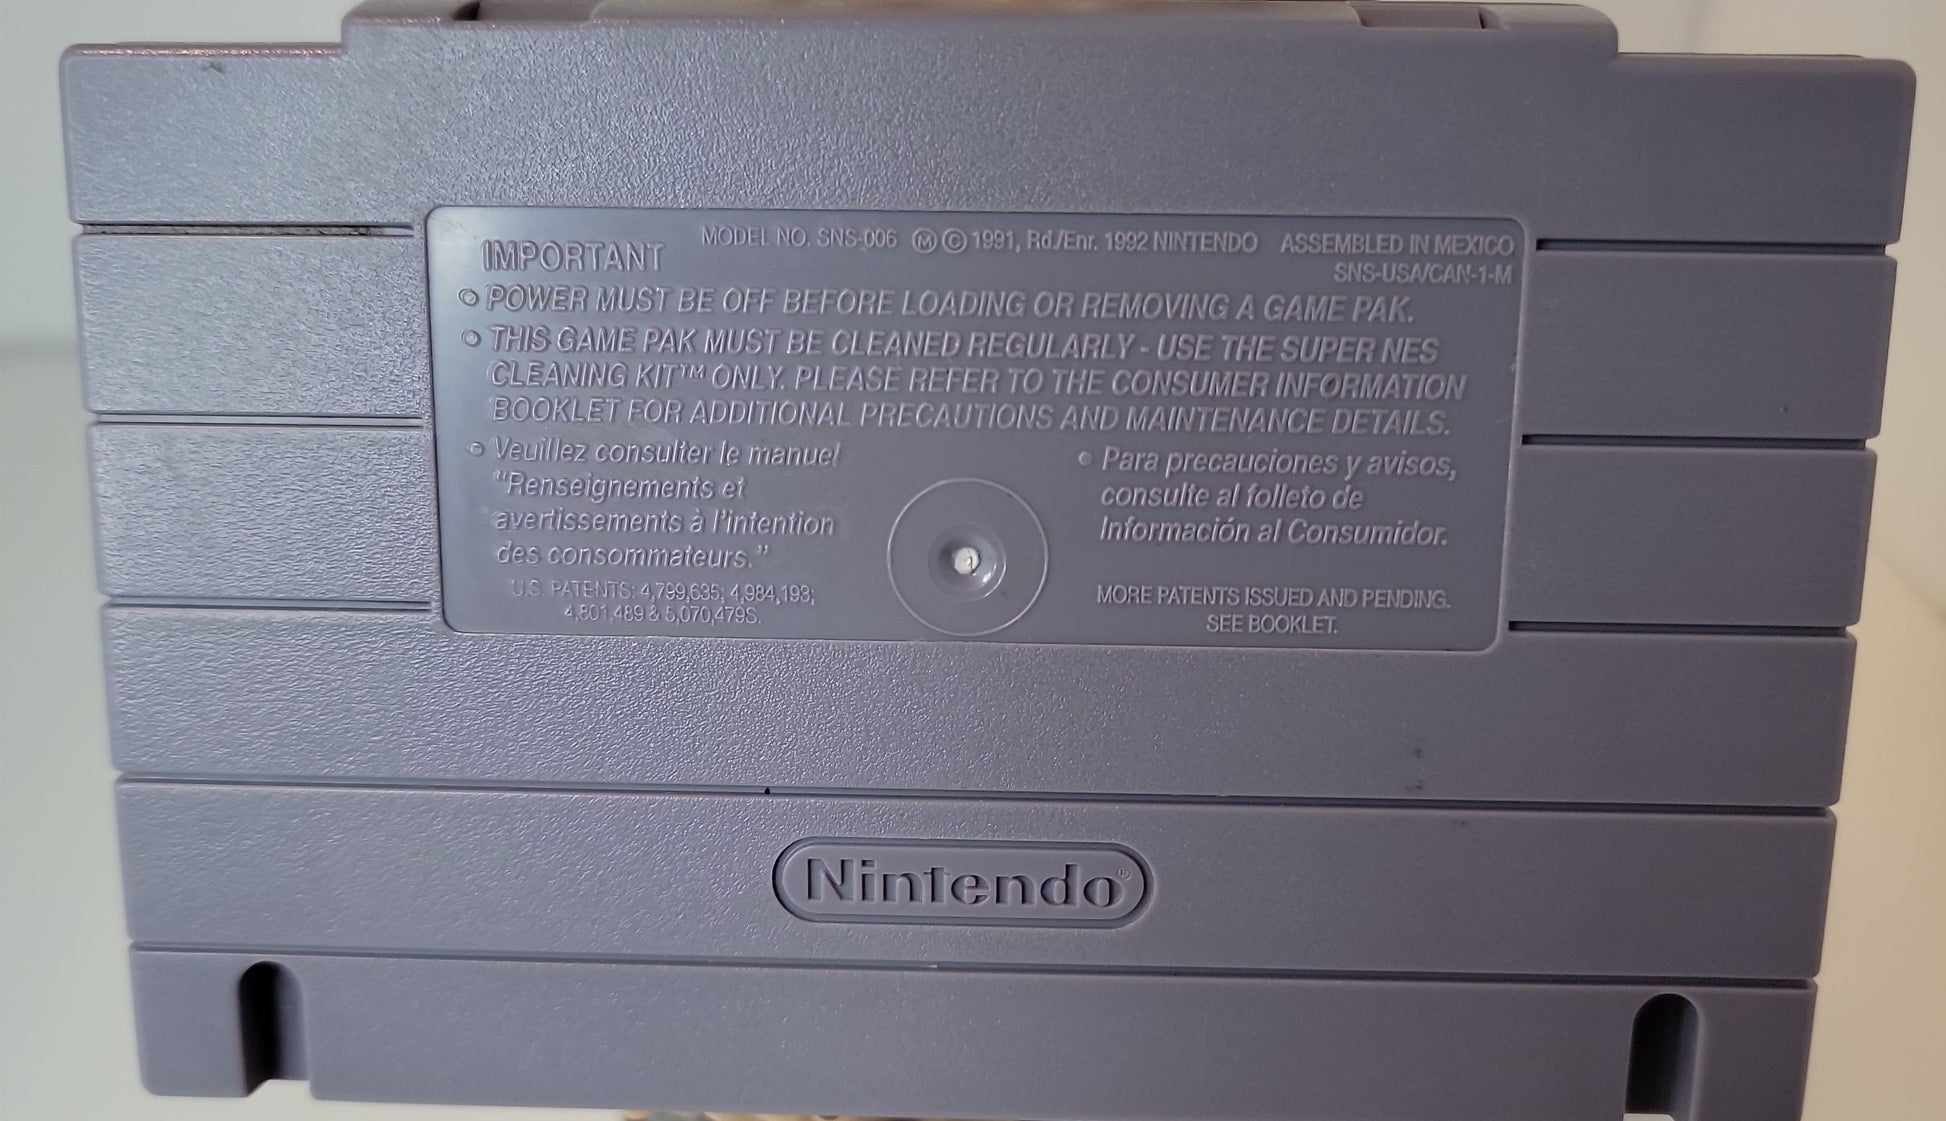 IMPORTANT
MODEL NO. SNS-006 Ⓜ © 1991, Rd./Enr. 1992 NINTENDO ASSEMBLED IN MEXICO
SNS-USA/CAN-1-M
• POWER MUST BE OFF BEFORE LOADING OR REMOVING A GAME PAK.
• THIS GAME PAK MUST BE CLEANED REGULARLY - USE THE SUPER NES
CLEANING KIT™ ONLY. PLEASE REFER TO THE CONSUMER INFORMATION
BOOKLET FOR ADDITIONAL PRECAUTIONS AND MAINTENANCE DETAILS.
• Veuillez consulter le manuel
"Renseignements et
avertissements à l'intention
des consommateurs."
U.S. PATENTS: 4,799,635; 4,984,193;
4,801,489 & 5,070,479S.
• Para precauciones y avisos,
consulte al folleto de
Información al Consumidor.
MORE PATENTS ISSUED AND PENDING.
SEE BOOKLET.
Nintendo®